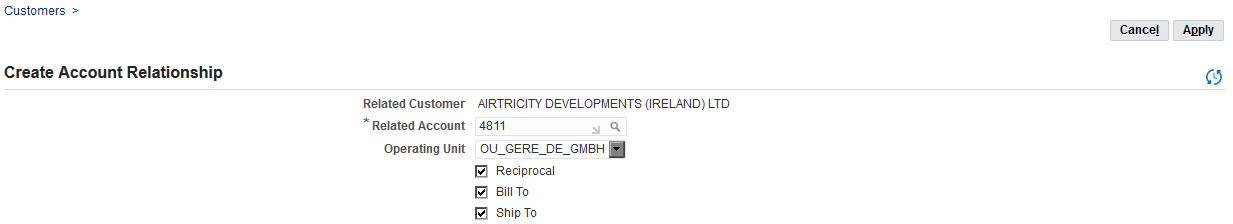 Customers >
Cancel Apply
Create Account Relationship
Related Customer AIRTRICITY DEVELOPMENTS (IRELAND) LTD
* Related Account 4811
Operating Unit OU_GERE_DE_GMBH
Reciprocal
Bill To
Ship To